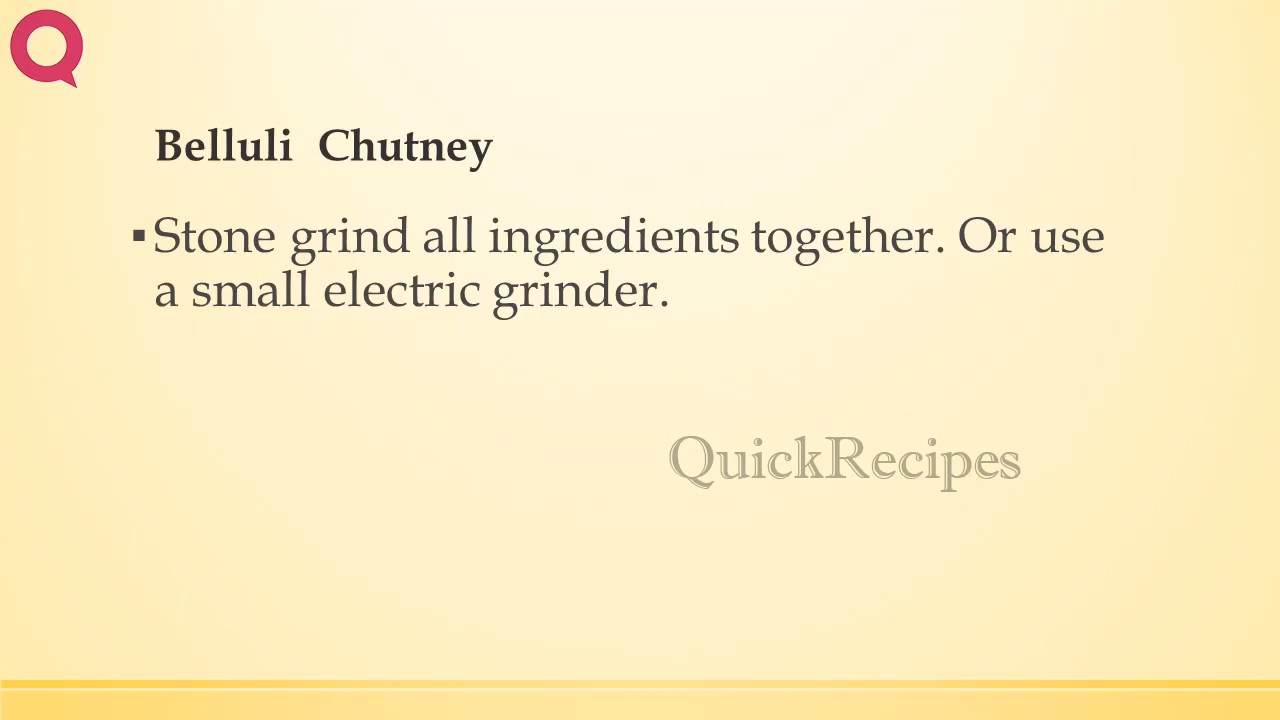 Belluli Chutney
▪Stone grind all ingredients together. Or use
a small electric grinder.
QuickRecipes